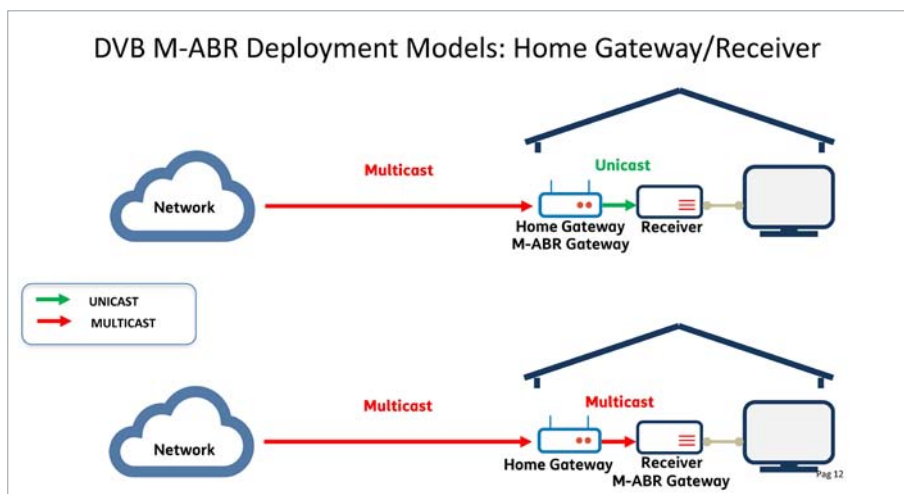 DVB M-ABR Deployment Models: Home Gateway/Receiver
Multicast
Unicast
Network
Home Gateway
M-ABR Gateway
Receiver
UNICAST
MULTICAST
Multicast
Multicast
Network
Home Gateway
Receiver
M-ABR Gateway
Pag 12